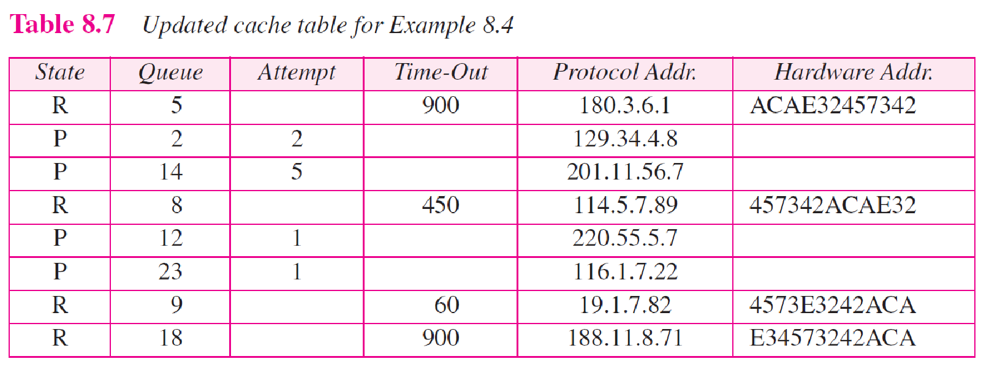 Table 8.7 Updated cache table for Example 8.4
State Queue Attempt Time-Out Protocol Addr. Hardware Addr.
R 5 900 180.3.6.1 ACAE32457342
P 2 2 129.34.4.8
P 14 5 201.11.56.7
R 8 450 114.5.7.89 457342ACAE32
P 12 1 220.55.5.7
P 23 1 116.1.7.22
R 9 60 19.1.7.82 4573E3242ACA
R 18 900 188.11.8.71 E34573242ACA